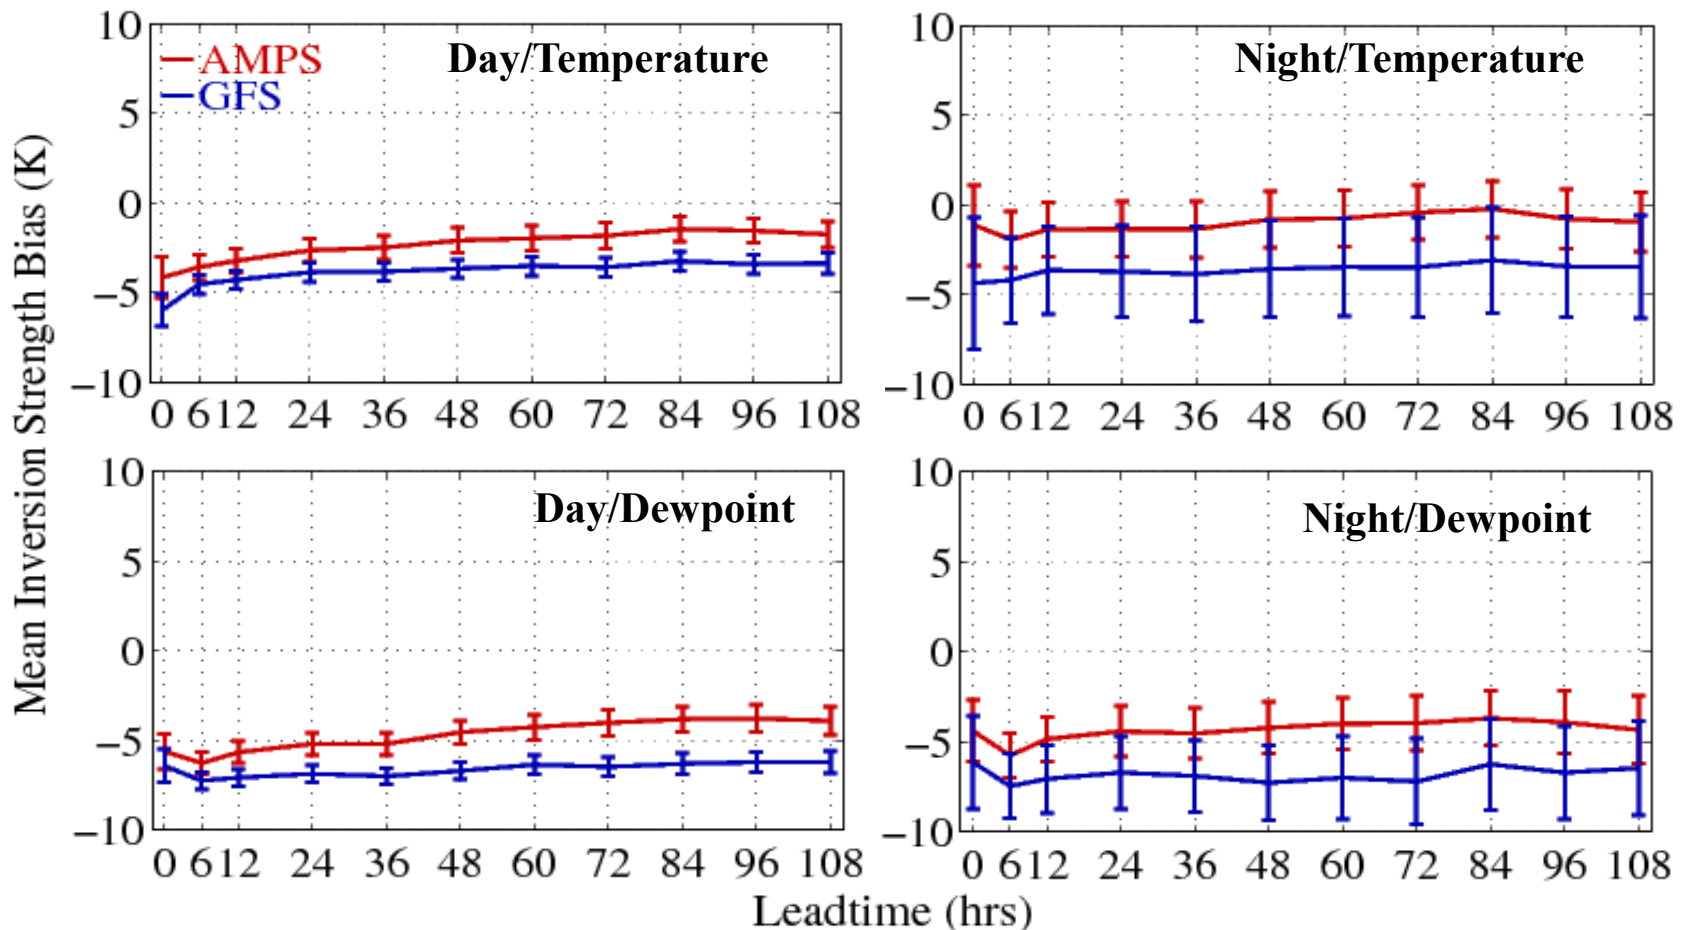 Mean Inversion Strength Bias (K)
Day/Temperature
AMPS
GFS
10
5
0
−5
−10
0 6 12 24 36 48 60 72 84 96 108
Night/Temperature
10
5
0
−5
−10
0 6 12 24 36 48 60 72 84 96 108
Day/Dewpoint
10
5
0
−5
−10
0 6 12 24 36 48 60 72 84 96 108
Night/Dewpoint
10
5
0
−5
−10
0 6 12 24 36 48 60 72 84 96 108
Leadtime (hrs)